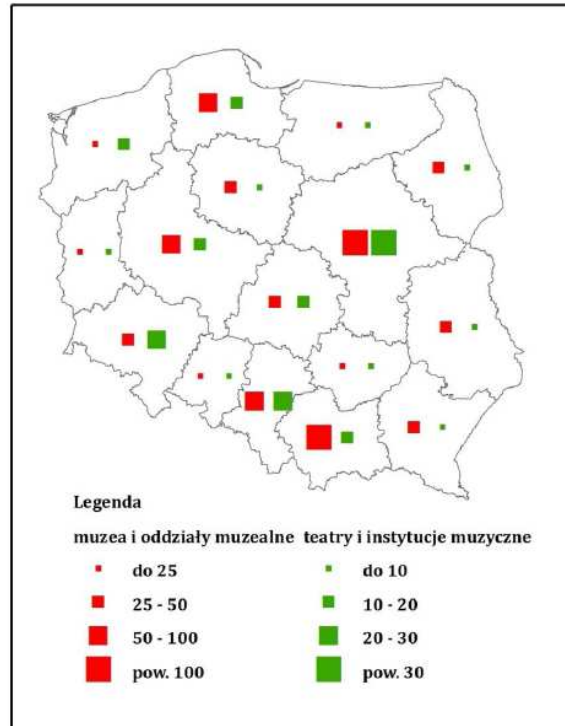 Legenda
muzea i oddziały muzealne teatry i instytucje muzyczne
do 25 do 10
25 - 50 10 - 20
50 - 100 20 - 30
pow. 100 pow. 30